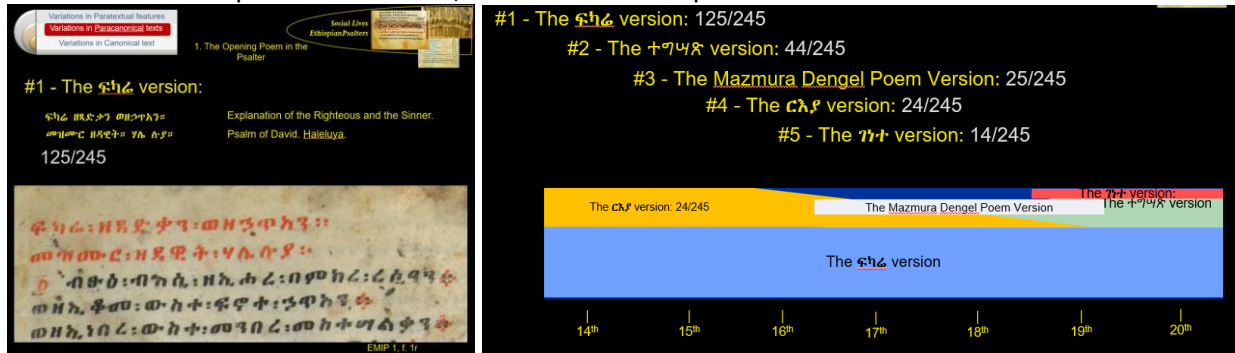 Variations in Paratextual features
Variations in Paracanonical texts
Variations in Canonical text
Social Lives
EthiopianPsalters
1. The Opening Poem in the
Psalter
#1 - The ፍካሬ version:
ፍካሬ ዘጻድቃን ወዘኃጥአን።
መዝሙር ዘዳዊት። ሃሌ ሉያ።
Explanation of the Righteous and the Sinner.
Psalm of David. Haleluya.
125/245
ፍካሬ፡ዘጻድቃን፡ወዘኃጥአን።
መዝሙር፡ዘዳዊት፡ሃሌ ሉያ።
ብፁዕ፡ብእሲ፡ዘኢሖረ፡በምክረ፡ረሲዓን
ወዘኢቆመ፡ውስተ፡ፍኖተ፡ኃጥአን
ወዘኢነበረ፡ውስተ፡መንበረ፡መስተሣልቃን
EMIP 1, f. 1r
#1 - The ፍካሬ version: 125/245
#2 - The ተግሣጽ version: 44/245
#3 - The Mazmura Dengel Poem Version: 25/245
#4 - The ርእያ version: 24/245
#5 - The ገነተ version: 14/245
The ገነተ version:
The ርእያ version: 24/245
The Mazmura Dengel Poem Version
The ተግሣጽ version
The ፍካሬ version
14th
15th
16th
17th
18th
19th
20th